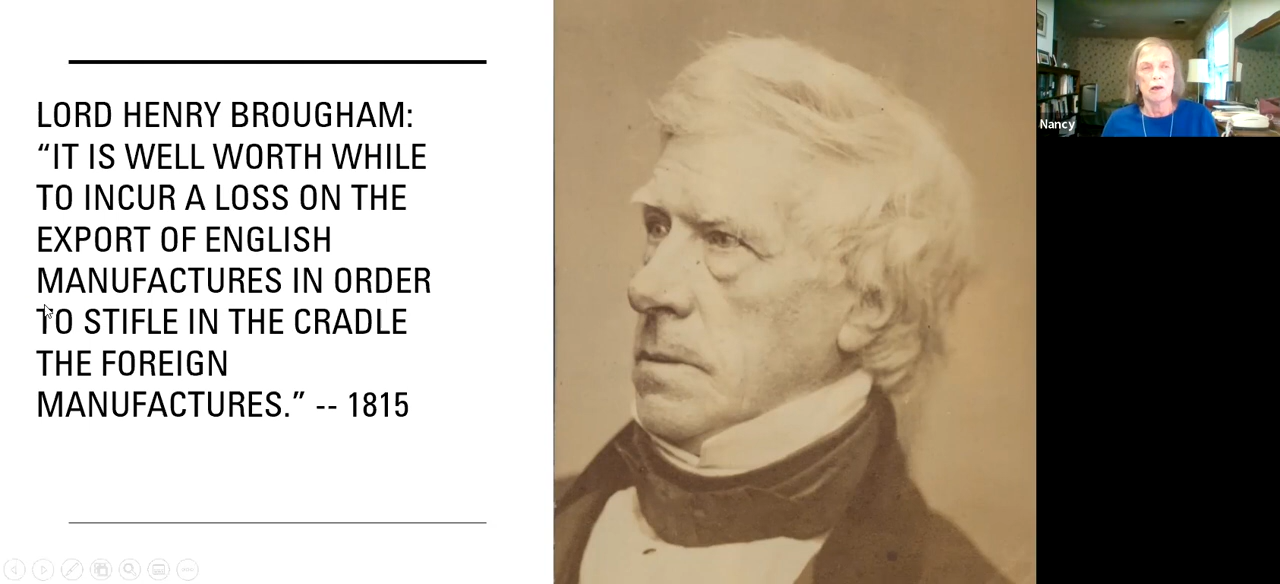 LORD HENRY BROUGHAM:
“IT IS WELL WORTH WHILE
TO INCUR A LOSS ON THE
EXPORT OF ENGLISH
MANUFACTURES IN ORDER
TO STIFLE IN THE CRADLE
THE FOREIGN
MANUFACTURES.” -- 1815
Nancy